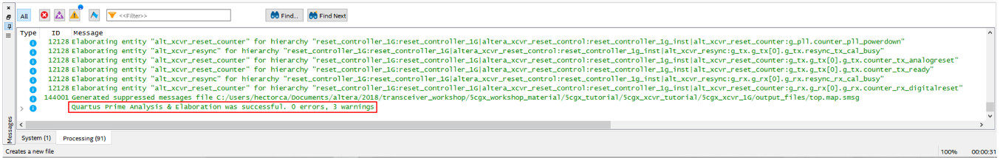 All <<Filter>> Find... Find Next
Type ID Message
12128 Elaborating entity "alt_xcvr_reset_counter" for hierarchy "reset_controller_1G:reset_controller_1G|altera_xcvr_reset_control:reset_controller_1g_inst|alt_xcvr_reset_counter:g_pll.counter_pll_powerdown"
12128 Elaborating entity "alt_xcvr_resync" for hierarchy "reset_controller_1G:reset_controller_1G|altera_xcvr_reset_control:reset_controller_1g_inst|alt_xcvr_resync:g_tx.g_tx[0].g_tx.resync_tx_cal_busy"
12128 Elaborating entity "alt_xcvr_reset_counter" for hierarchy "reset_controller_1G:reset_controller_1G|altera_xcvr_reset_control:reset_controller_1g_inst|alt_xcvr_reset_counter:g_tx.g_tx[0].g_tx.counter_tx_analogreset"
12128 Elaborating entity "alt_xcvr_reset_counter" for hierarchy "reset_controller_1G:reset_controller_1G|altera_xcvr_reset_control:reset_controller_1g_inst|alt_xcvr_reset_counter:g_tx.g_tx[0].g_tx.counter_tx_ready"
12128 Elaborating entity "alt_xcvr_resync" for hierarchy "reset_controller_1G:reset_controller_1G|altera_xcvr_reset_control:reset_controller_1g_inst|alt_xcvr_resync:g_rx.g_rx[0].g_rx.resync_rx_cal_busy"
12128 Elaborating entity "alt_xcvr_reset_counter" for hierarchy "reset_controller_1G:reset_controller_1G|altera_xcvr_reset_control:reset_controller_1g_inst|alt_xcvr_reset_counter:g_rx.g_rx[0].g_rx.counter_rx_digitalreset"
144001 Generated suppressed messages file C:/Users/hectorca/Documents/altera/2018/transceiver_workshop/5cgx_workshop_material/5cgx_tutorial/5cgx_xcvr_tutorial/5cgx_xcvr_1G/output_files/top.map.smsg
Quartus Prime Analysis & Elaboration was successful. 0 errors, 3 warnings
Messages
System (1) Processing (91)
Creates a new file 100% 00:00:31